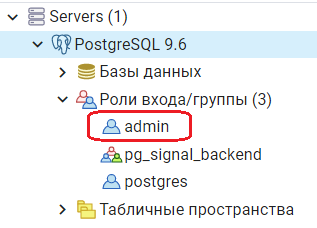 Servers (1)
PostgreSQL 9.6
Базы данных
Роли входа/группы (3)
admin
pg_signal_backend
postgres
Табличные пространства